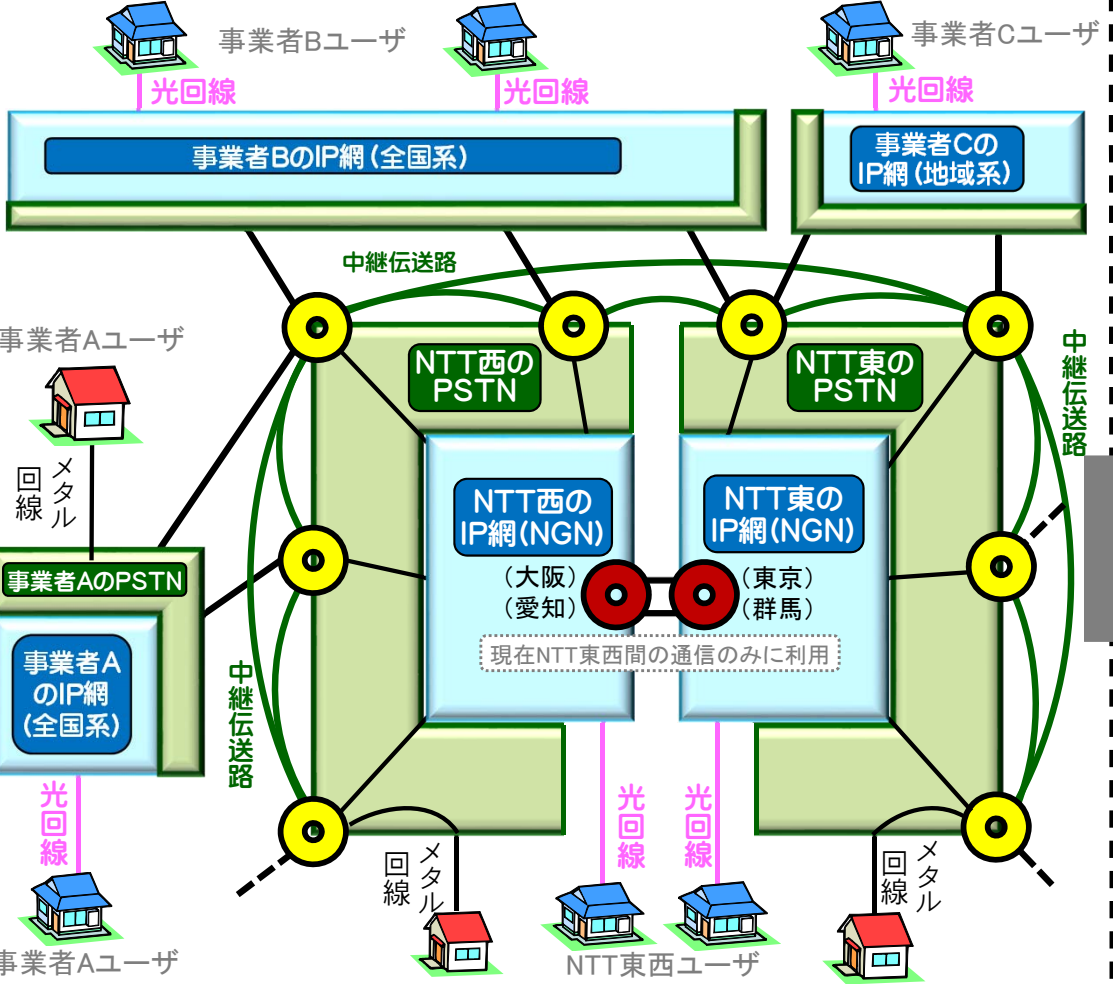 事業者Bユーザ
事業者Cユーザ
光回線
光回線
光回線
事業者BのIP網(全国系)
事業者Cの
IP網(地域系)
中継伝送路
事業者Aユーザ
NTT西の
PSTN
NTT東の
PSTN
中継伝送路
メタル
回線
NTT西の
IP網(NGN)
NTT東の
IP網(NGN)
事業者AのPSTN
(大阪)
(愛知)
(東京)
(群馬)
現在NTT東西間の通信のみに利用
事業者A
のIP網
(全国系)
中継伝送路
光回線
光回線
光回線
メタル
回線
メタル
回線
事業者Aユーザ
NTT東西ユーザ